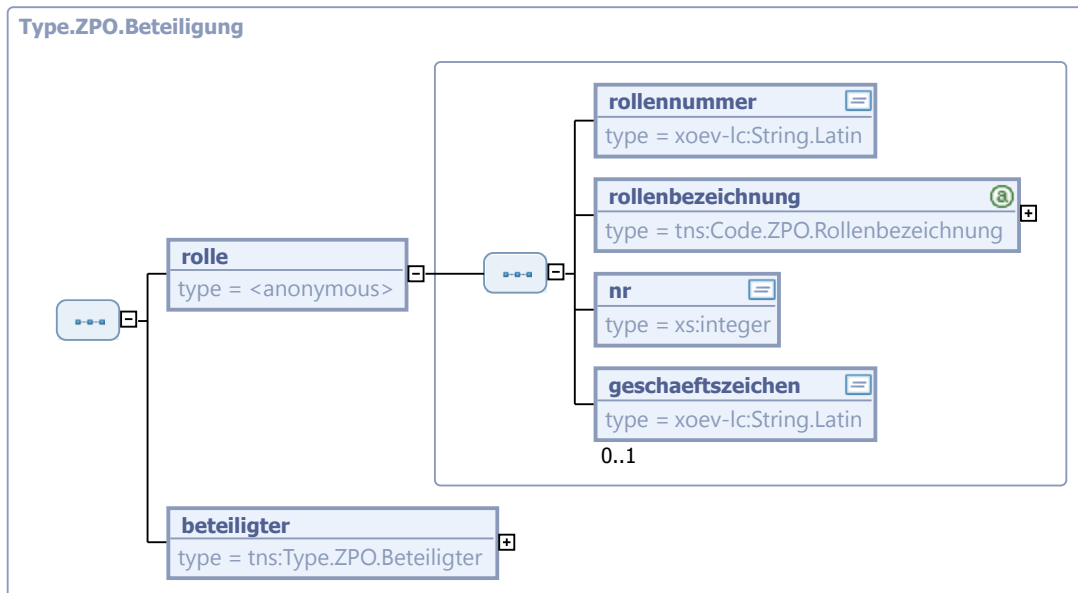 Type.ZPO.Beteiligung
rollennummer
type = xoev-lc:String.Latin
rollenbezeichnung
type = tns:Code.ZPO.Rollenbezeichnung
rolle
type = <anonymous>
nr
type = xs:integer
geschaeftszeichen
type = xoev-lc:String.Latin
0..1
beteiligter
type = tns:Type.ZPO.Beteiligter